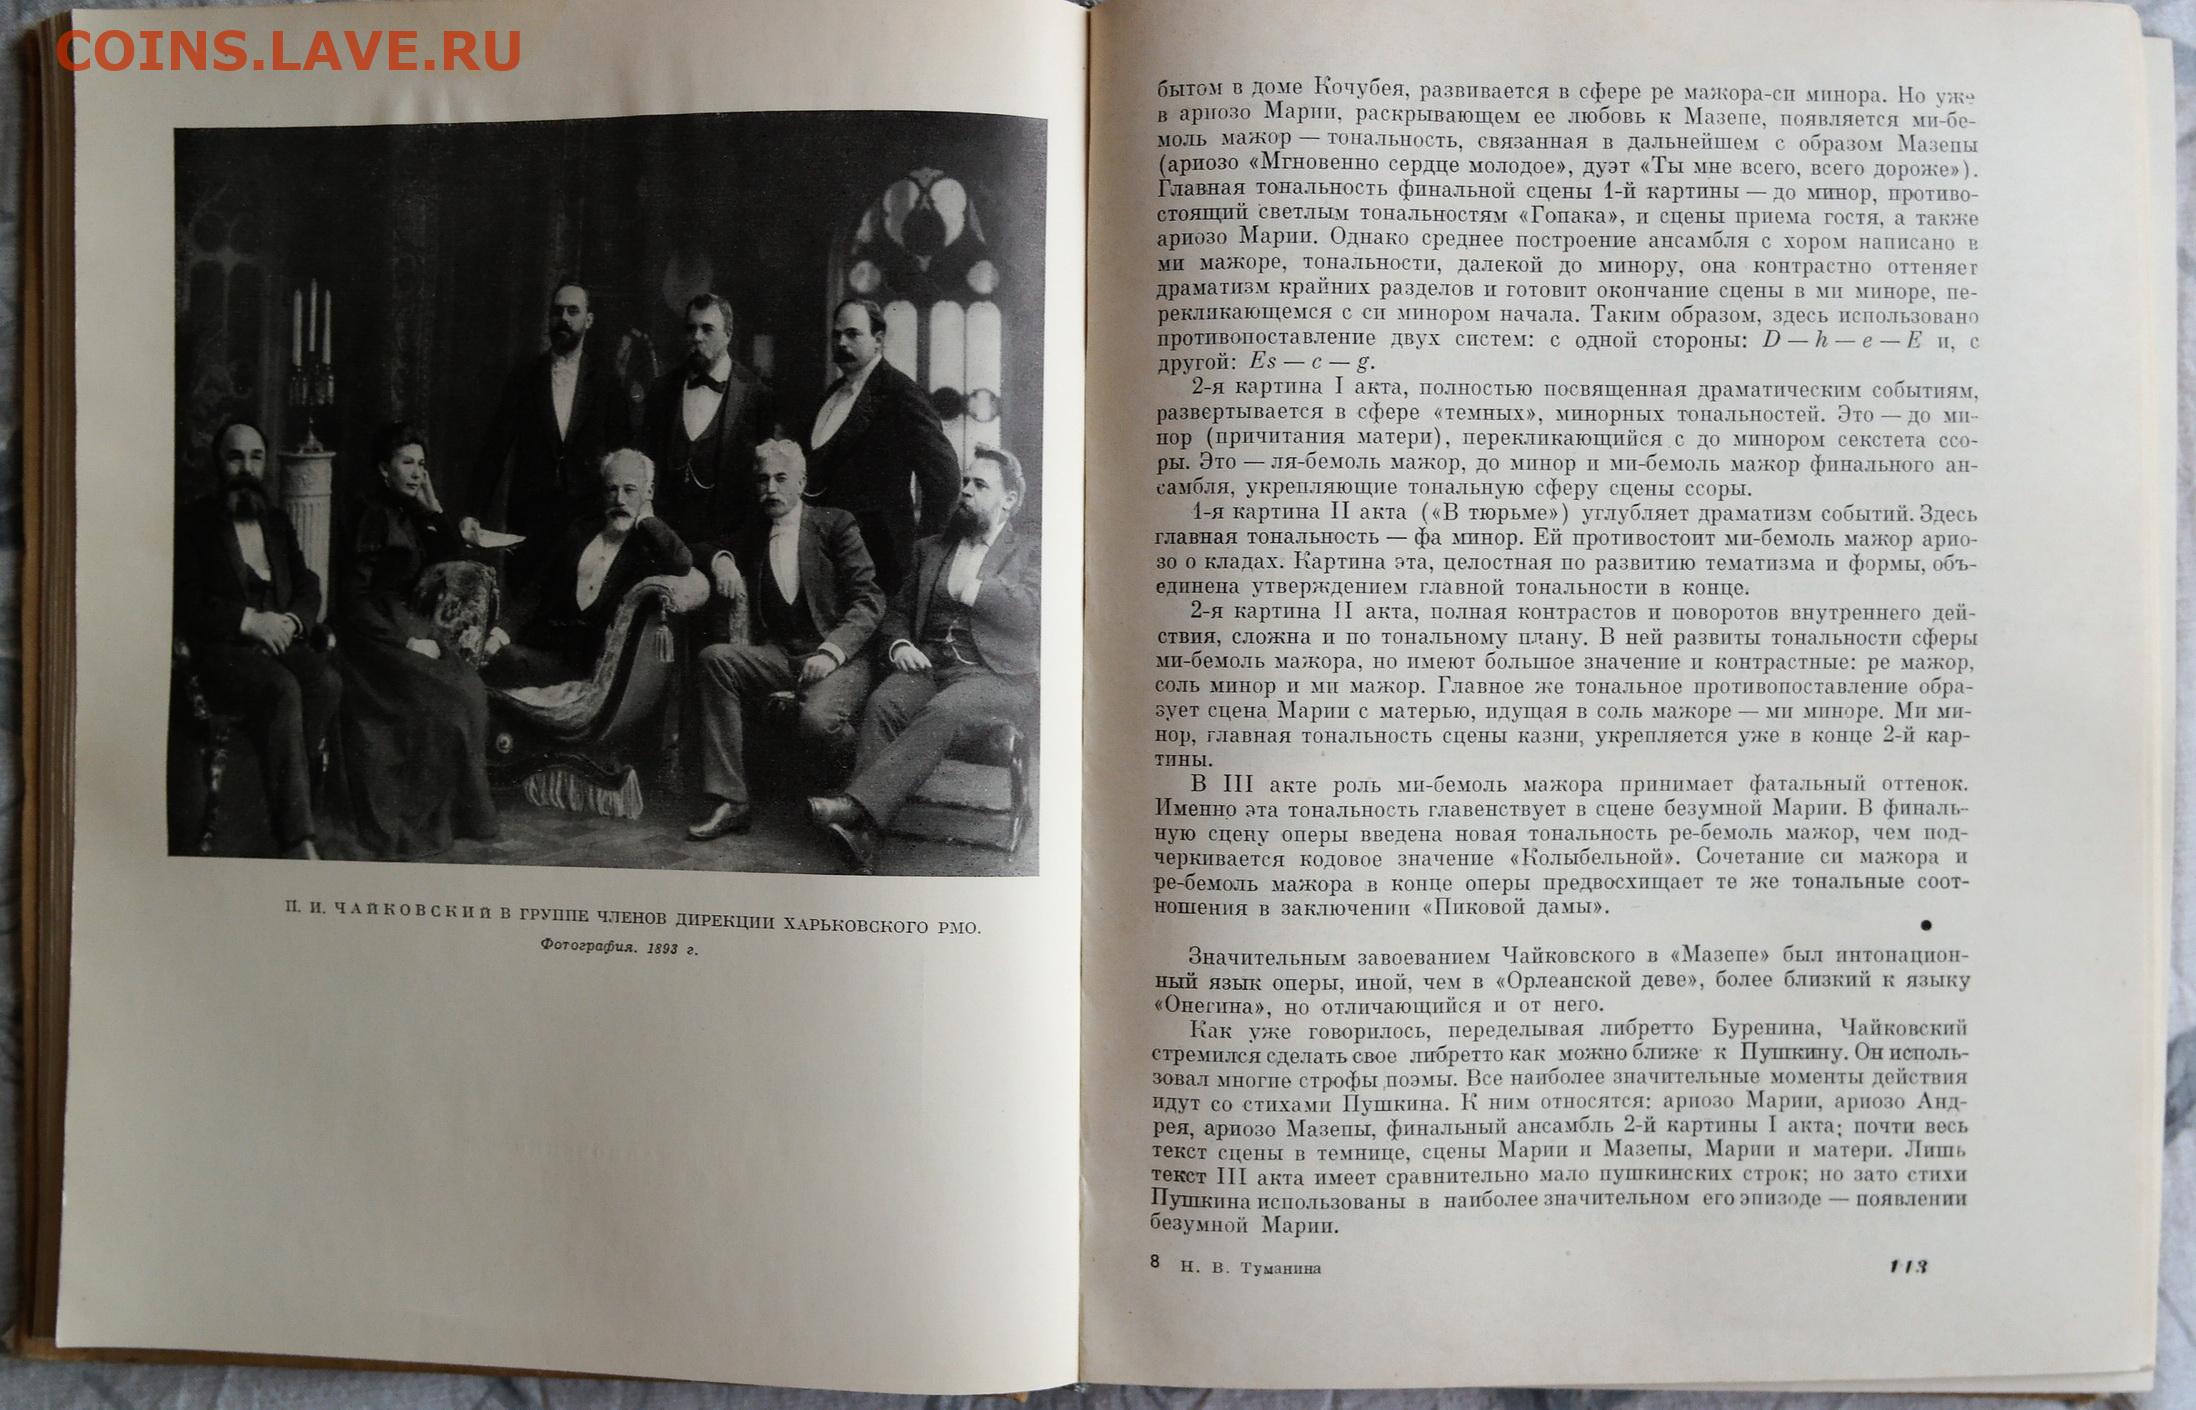 COINS.LAVE.RU
П. И. ЧАЙКОВСКИЙ В ГРУППЕ ЧЛЕНОВ ДИРЕКЦИИ ХАРЬКОВСКОГО РМО.
Фотография. 1893 г.
бытом в доме Кочубея, развивается в сфере ре мажора-си минора. Но уже
в ариозо Марии, раскрывающем ее любовь к Мазепе, появляется ми-бе-
моль мажор — тональность, связанная в дальнейшем с образом Мазепы
(ариозо «Мгновенно сердце молодое», дуэт «Ты мне всего, всего дороже»).
Главная тональность финальной сцены 1-й картины — до минор, противо-
стоящий светлым тональностям «Гопака», и сцены приема гостя, а также
ариозо Марии. Однако среднее построение ансамбля с хором написано в
ми мажоре, тональности, далекой до минору, она контрастно оттеняет
драматизм крайних разделов и готовит окончание сцены в ми миноре, пе-
рекликающемся с си минором начала. Таким образом, здесь использовано
противопоставление двух систем: с одной стороны: D — h — e — E и, с
другой: Es — c — g.
2-я картина I акта, полностью посвященная драматическим событиям,
развертывается в сфере «темных», минорных тональностей. Это — до ми-
нор (причитания матери), перекликающийся с до минором секстета ссо-
ры. Это — ля-бемоль мажор, до минор и ми-бемоль мажор финального ан-
самбля, укрепляющие тональную сферу сцены ссоры.
1-я картина II акта («В тюрьме») углубляет драматизм событий. Здесь
главная тональность — фа минор. Ей противостоит ми-бемоль мажор арио-
зо о кладах. Картина эта, целостная по развитию тематизма и формы, объ-
единена утверждением главной тональности в конце.
2-я картина II акта, полная контрастов и поворотов внутреннего дей-
ствия, сложна и по тональному плану. В ней развиты тональности сферы
ми-бемоль мажора, но имеют большое значение и контрастные: ре мажор,
соль минор и ми мажор. Главное же тональное противопоставление обра-
зует сцена Марии с матерью, идущая в соль мажоре — ми миноре. Ми ми-
нор, главная тональность сцены казни, укрепляется уже в конце 2-й кар-
тины.
В III акте роль ми-бемоль мажора принимает фатальный оттенок.
Именно эта тональность главенствует в сцене безумной Марии. В финаль-
ную сцену оперы введена новая тональность ре-бемоль мажор, чем под-
черкивается кодовое значение «Колыбельной». Сочетание си мажора и
ре-бемоль мажора в конце оперы предвосхищает те же тональные соот-
ношения в заключении «Пиковой дамы».
Значительным завоеванием Чайковского в «Мазепе» был интонацион-
ный язык оперы, иной, чем в «Орлеанской деве», более близкий к языку
«Онегина», но отличающийся и от него.
Как уже говорилось, переделывая либретто Буренина, Чайковский
стремился сделать свое либретто как можно ближе к Пушкину. Он исполь-
зовал многие строфы поэмы. Все наиболее значительные моменты действия
идут со стихами Пушкина. К ним относятся: ариозо Марии, ариозо Анд-
рея, ариозо Мазепы, финальный ансамбль 2-й картины I акта; почти весь
текст сцены в темнице, сцены Марии и Мазепы, Марии и матери. Лишь
текст III акта имеет сравнительно мало пушкинских строк; но зато стихи
Пушкина использованы в наиболее значительном его эпизоде — появлении
безумной Марии.
8 Н. В. Туманина
113